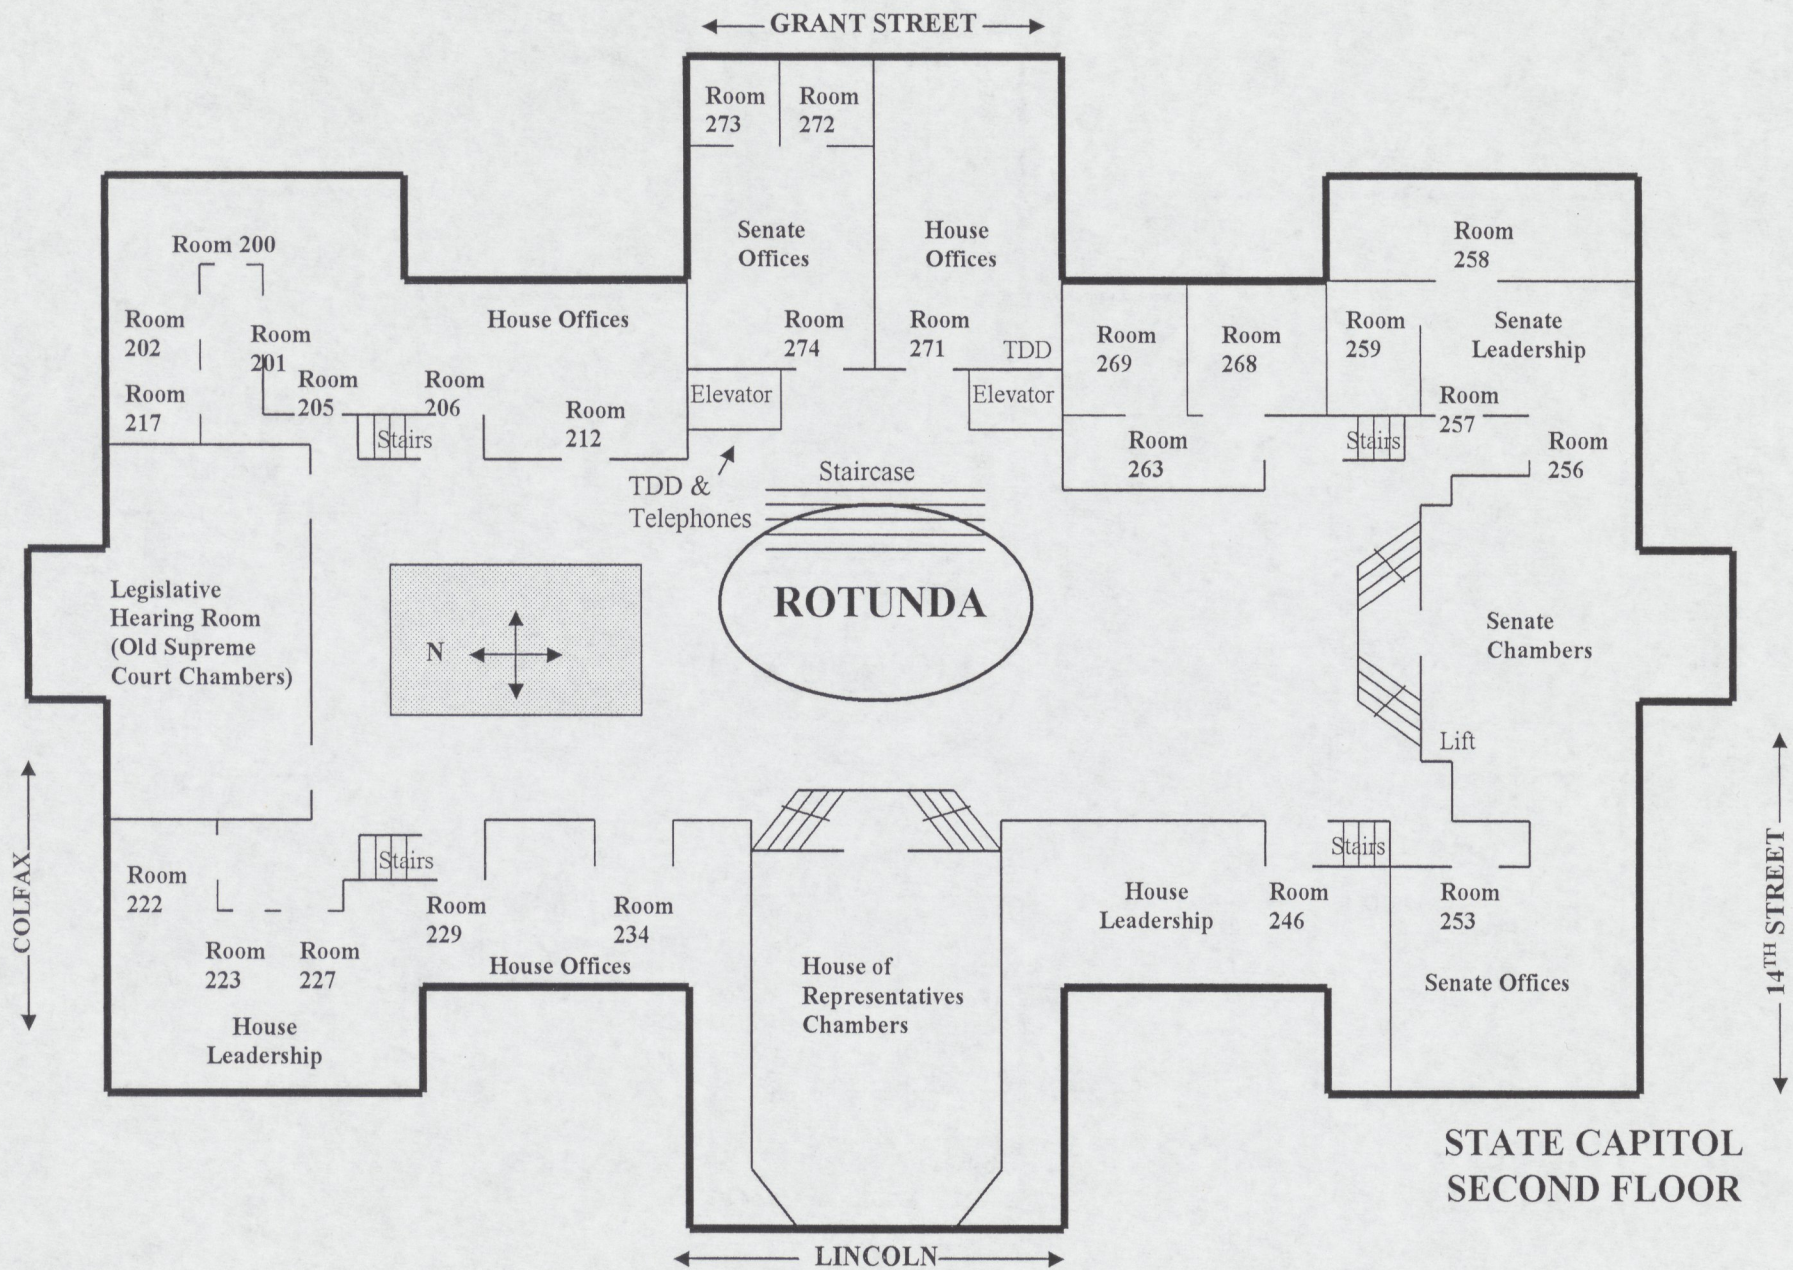 GRANT STREET
Room
273
Room
272
Senate
Offices
House
Offices
Room
274
Room
271
TDD
Elevator
Elevator
Room 200
Room
202
Room
201
Room
217
Room
205
Room
206
Stairs
House Offices
Room
212
TDD &
Telephones
Staircase
ROTUNDA
Room
269
Room
268
Room
263
Room
259
Room
258
Senate
Leadership
Room
257
Stairs
Room
256
Legislative
Hearing Room
(Old Supreme
Court Chambers)
N
Senate
Chambers
Lift
COLFAX
Room
222
Stairs
Room
223
Room
227
Room
229
Room
234
House Offices
House
Leadership
House of
Representatives
Chambers
House
Leadership
Room
246
Stairs
Room
253
Senate Offices
14TH STREET
STATE CAPITOL
SECOND FLOOR
LINCOLN